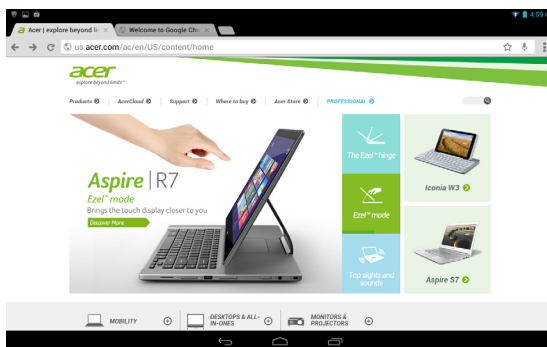 4:59
Acer | explore beyond li
Welcome to Google Chr
us.acer.com/ac/en/US/content/home
acer
explore beyond limits™
Products
AcerCloud
Support
Where to buy
Acer Store
PROFESSIONAL
Aspire | R7
Ezel™ mode
Brings the touch display closer to you
Discover More
The Ezel™ hinge
Ezel™ mode
Top sights and
sounds
Iconia W3
Aspire S7
MOBILITY
DESKTOPS & ALL-
IN-ONES
MONITORS &
PROJECTORS